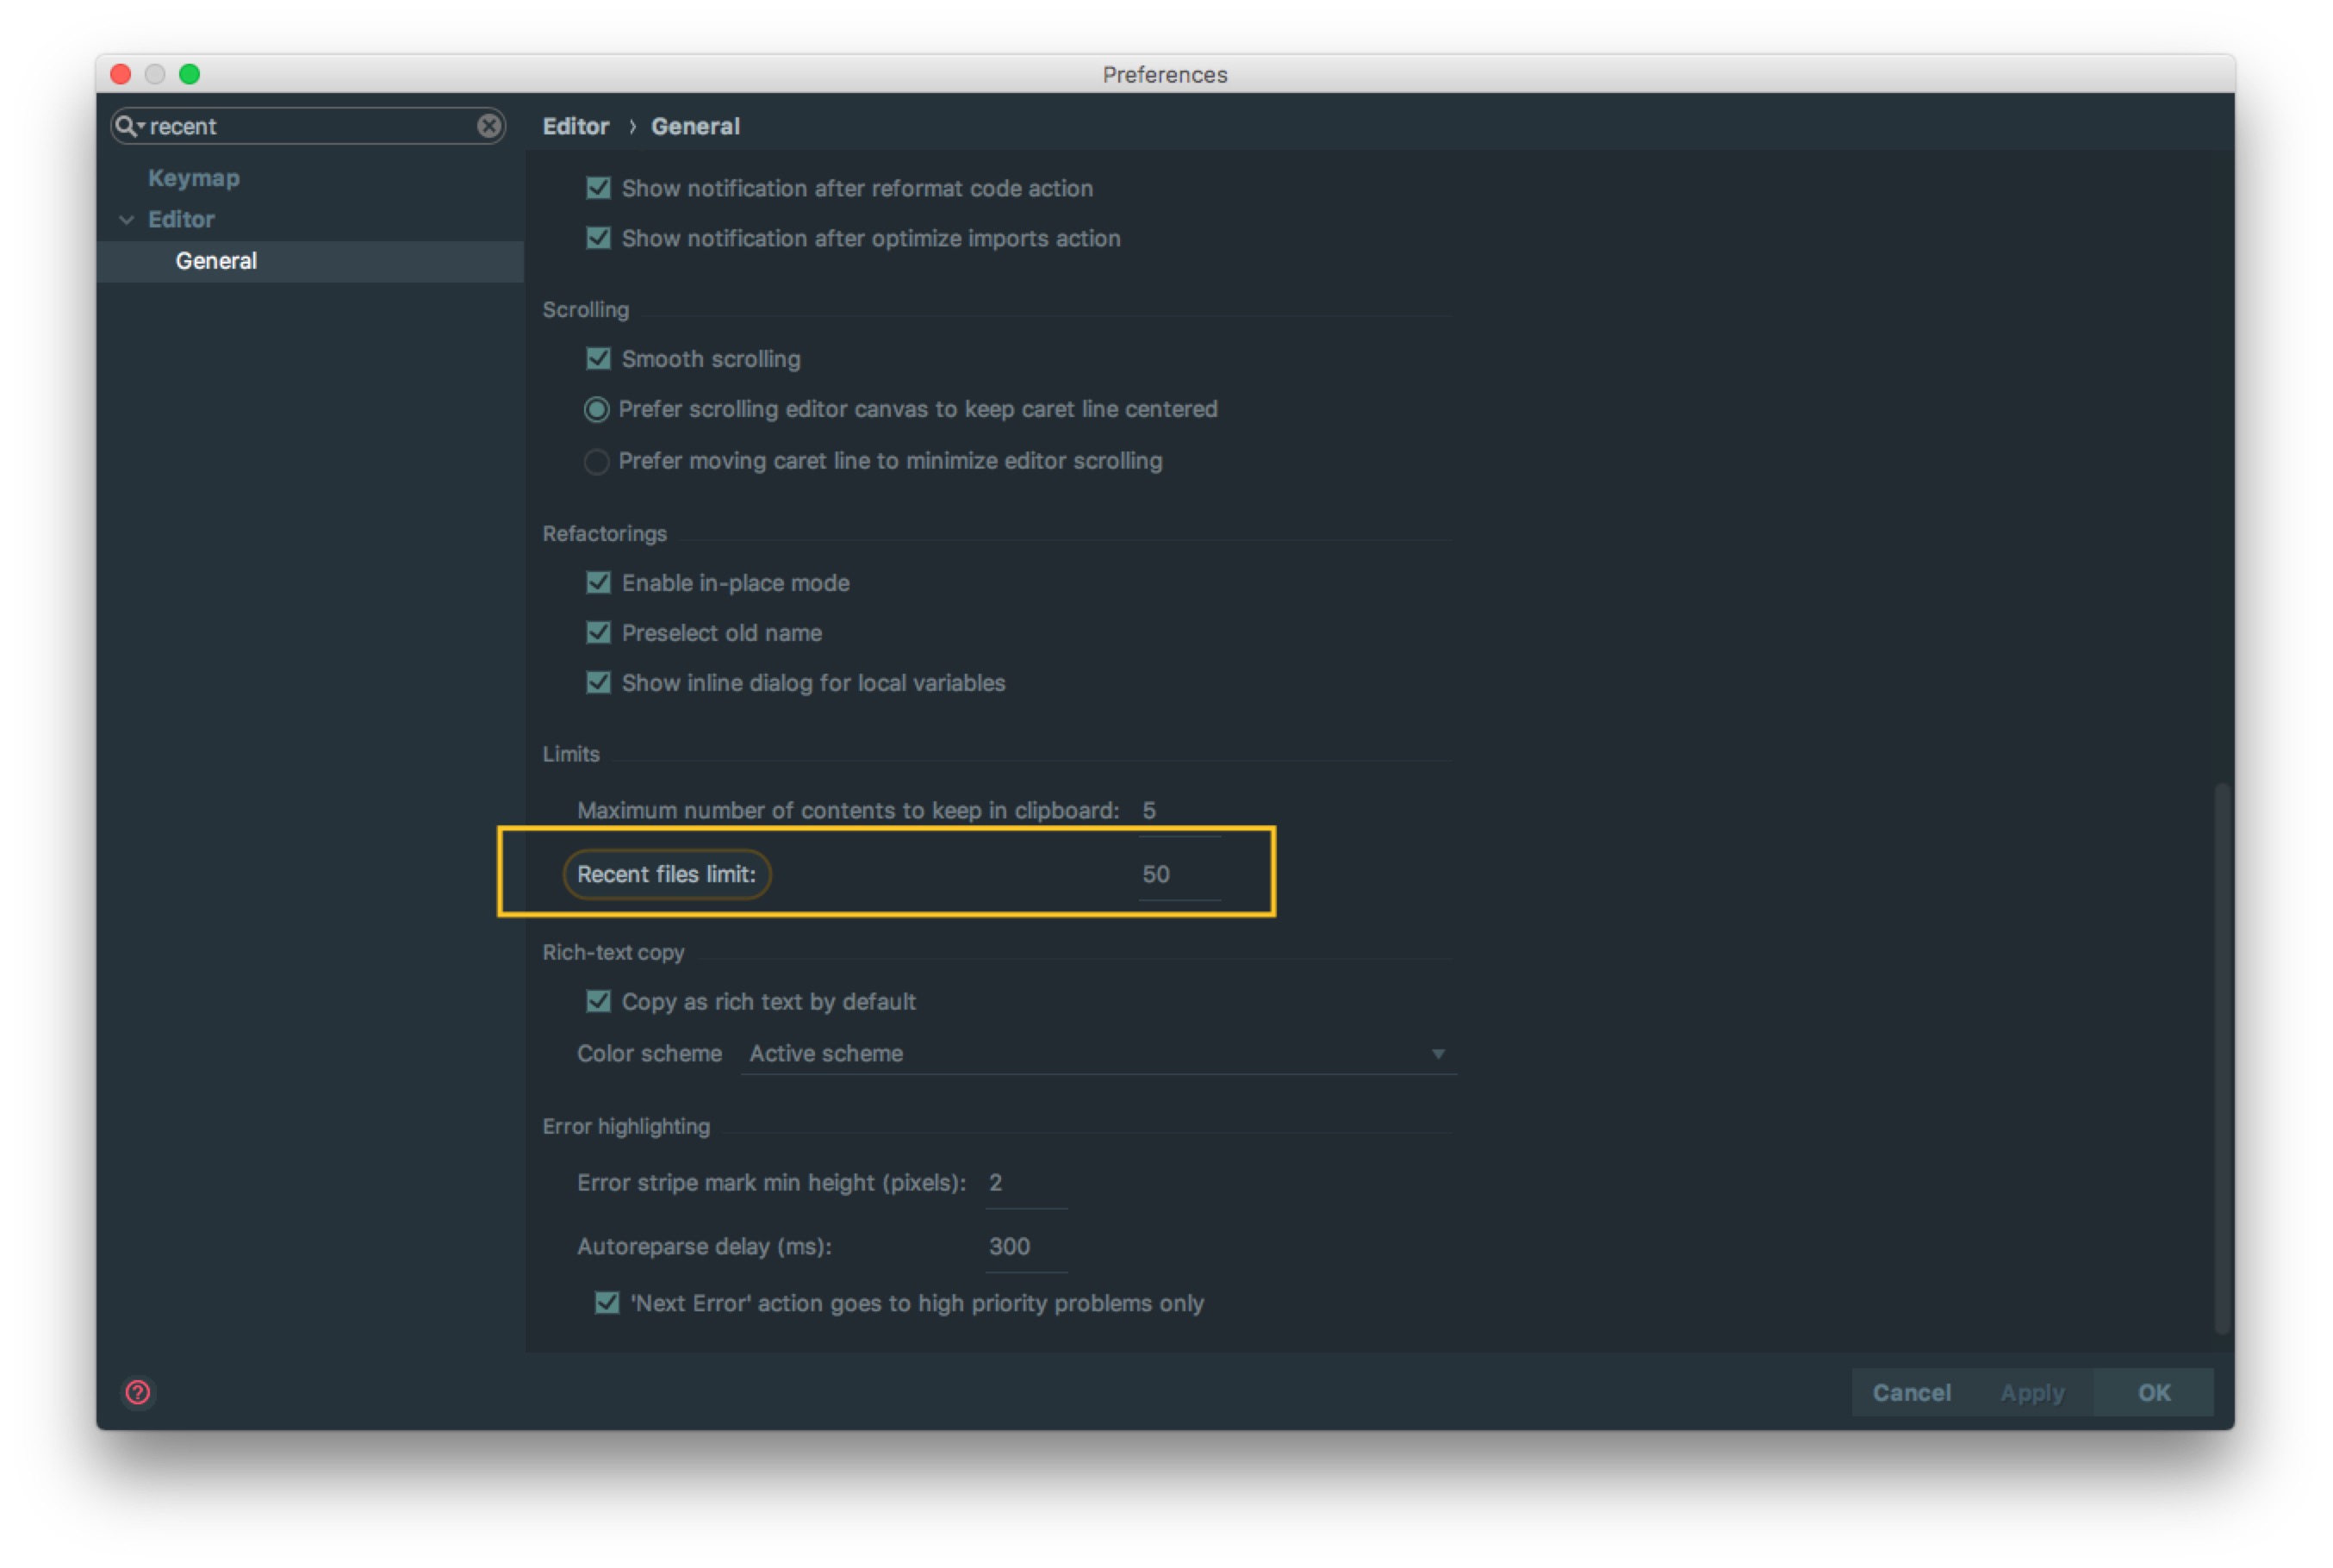 Preferences
recent
Editor › General
Keymap
Editor
General
Show notification after reformat code action
Show notification after optimize imports action
Scrolling
Smooth scrolling
Prefer scrolling editor canvas to keep caret line centered
Prefer moving caret line to minimize editor scrolling
Refactorings
Enable in-place mode
Preselect old name
Show inline dialog for local variables
Limits
Maximum number of contents to keep in clipboard: 5
Recent files limit: 50
Rich-text copy
Copy as rich text by default
Color scheme Active scheme
Error highlighting
Error stripe mark min height (pixels): 2
Autoreparse delay (ms): 300
'Next Error' action goes to high priority problems only
? Cancel Apply OK